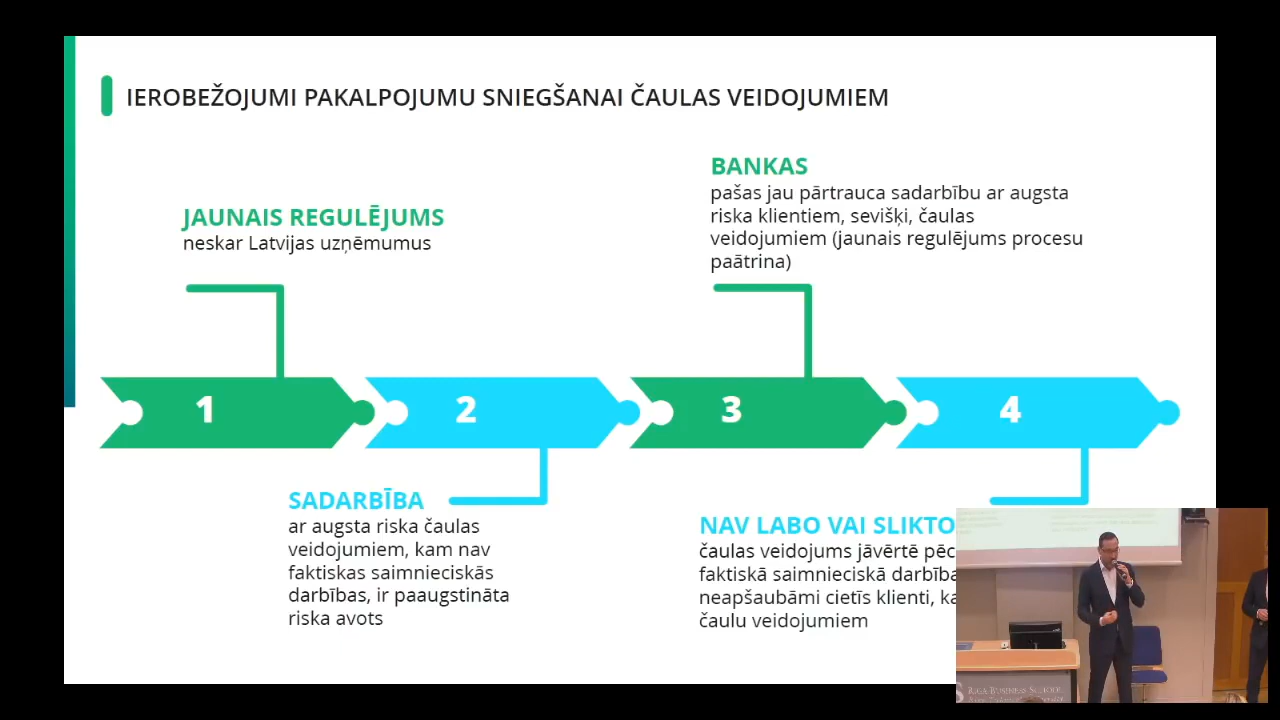 IEROBEŽOJUMI PAKALPOJUMU SNIEGŠANAI ČAULAS VEIDOJUMIEM
JAUNAIS REGULĒJUMS
neskar Latvijas uzņēmumus
BANKAS
pašas jau pārtrauca sadarbību ar augsta
riska klientiem, sevišķi, čaulas
veidojumiem (jaunais regulējums procesu
paātrina)
1
2
3
4
SADARBĪBA
ar augsta riska čaulas
veidojumiem, kam nav
faktiskas saimnieciskās
darbības, ir paaugstināta
riska avots
NAV LABO VAI SLIKTO
čaulas veidojums jāvērtē pēc
faktiskā saimnieciskā darbība
neapšaubāmi cietīs klienti,
čaulu veidojumiem
RIGA BUSINESS SCHOOL